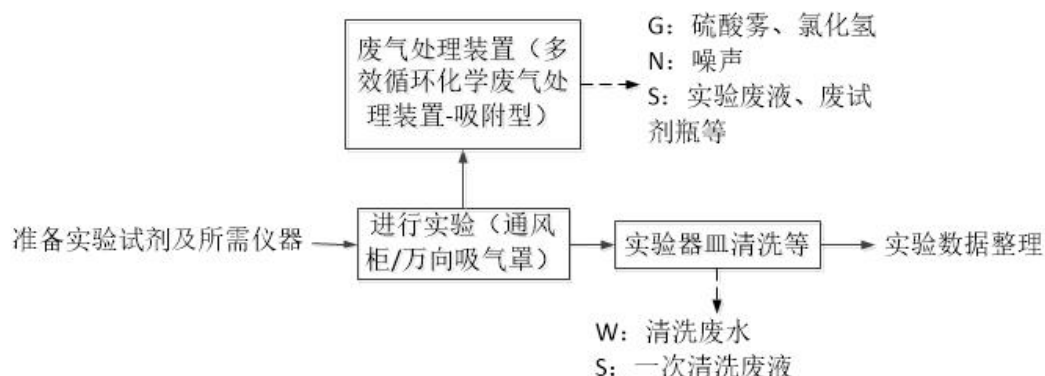 废气处理装置（多
效循环化学废气处
理装置-吸附型）
G：硫酸雾、氯化氢
N：噪声
S：实验废液、废试
剂瓶等
准备实验试剂及所需仪器
进行实验（通风
柜/万向吸气罩）
实验器皿清洗等
实验数据整理
W：清洗废水
S：一次清洗废液